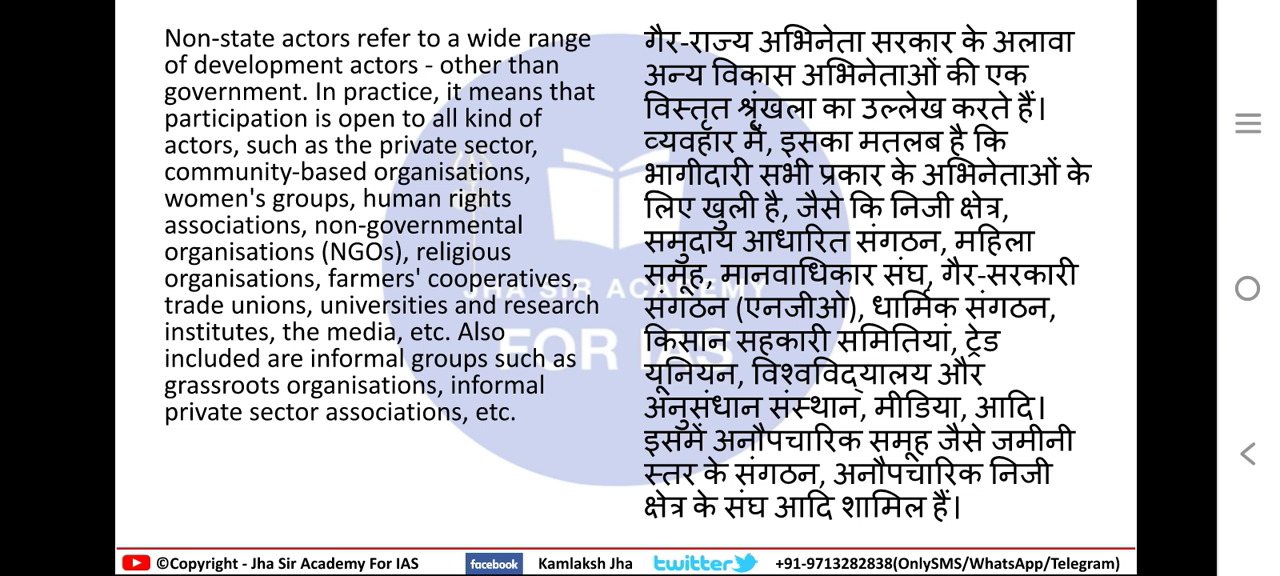 Non-state actors refer to a wide range
of development actors - other than
government. In practice, it means that
participation is open to all kind of
actors, such as the private sector,
community-based organisations,
women's groups, human rights
associations, non-governmental
organisations (NGOs), religious
organisations, farmers' cooperatives,
trade unions, universities and research
institutes, the media, etc. Also
included are informal groups such as
grassroots organisations, informal
private sector associations, etc.
गैर-राज्य अभिनेता सरकार के अलावा
अन्य विकास अभिनेताओं की एक
विस्तृत श्रृंखला का उल्लेख करते हैं।
व्यवहार में, इसका मतलब है कि
भागीदारी सभी प्रकार के अभिनेताओं के
लिए खुली है, जैसे कि निजी क्षेत्र,
समुदाय आधारित संगठन, महिला
समूह, मानवाधिकार संघ, गैर-सरकारी
संगठन (एनजीओ), धार्मिक संगठन,
किसान सहकारी समितियां, ट्रेड
यूनियन, विश्वविद्यालय और
अनुसंधान संस्थान, मीडिया, आदि।
इसमें अनौपचारिक समूह जैसे जमीनी
स्तर के संगठन, अनौपचारिक निजी
क्षेत्र के संघ आदि शामिल हैं।
JHA SIR ACADEMY
FOR IAS
©Copyright - Jha Sir Academy For IAS facebook Kamlaksh Jha twitter +91-9713282838(OnlySMS/WhatsApp/Telegram)